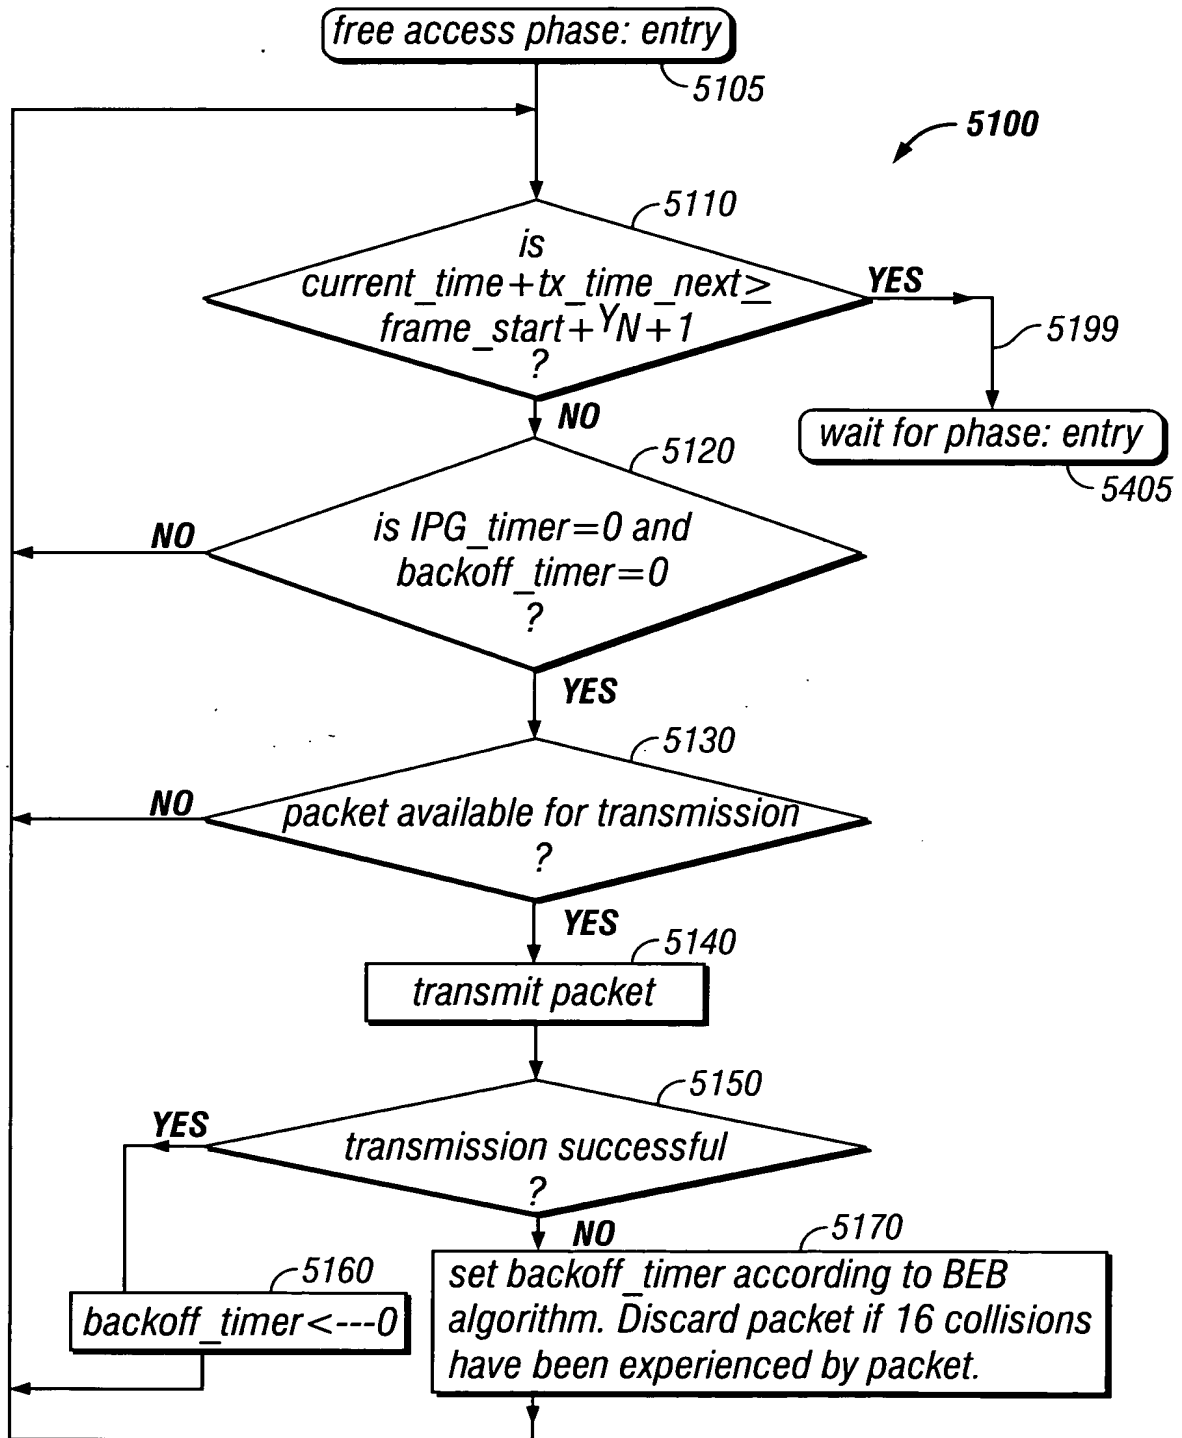 free access phase: entry
5105
5100
5110
is
current_time+tx_time_next≥
frame_start+YN+1
?
YES
5199
NO
wait for phase: entry
5405
5120
is IPG_timer=0 and
backoff_timer=0
?
NO
YES
5130
packet available for transmission
?
NO
YES
5140
transmit packet
5150
transmission successful
?
YES
NO
5160
backoff_timer<---0
5170
set backoff_timer according to BEB
algorithm. Discard packet if 16 collisions
have been experienced by packet.